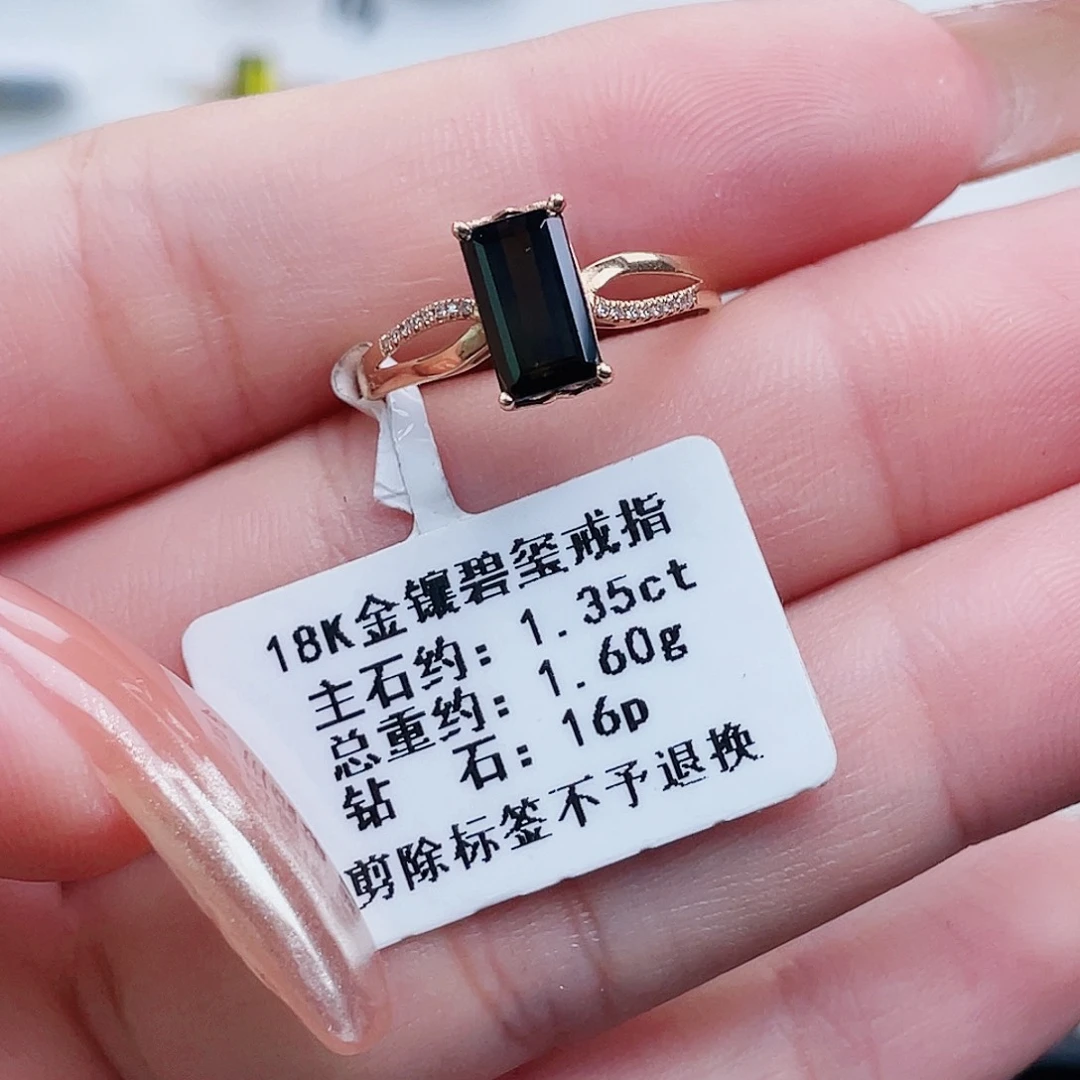 18K金镶碧玺戒指
主石约：1.35ct
总重约：1.60g
钻 石：16p
剪除标签不予退换